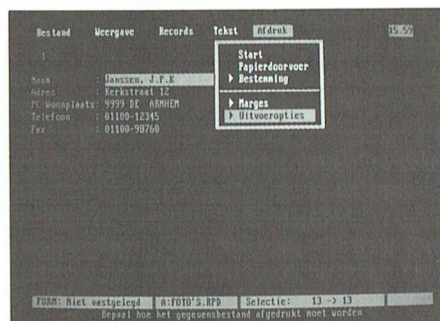 Bestand Weergave Records Tekst Afdruk 15.59
1
Start
Papierdoorvoer
Bestemming
Marges
Uitvoeropties
Naam : Janssen, J.P.K
Adres : Kerkstraat 12
PC Woonplaats: 9999 DE ARNHEM
Telefoon : 01100-12345
Fax : 01100-98760
FORM: Niet vastgelegd A:FOTO'S.RPD Selectie: 13 -> 13
Bepaal hoe het gegevensbestand afgedrukt moet worden